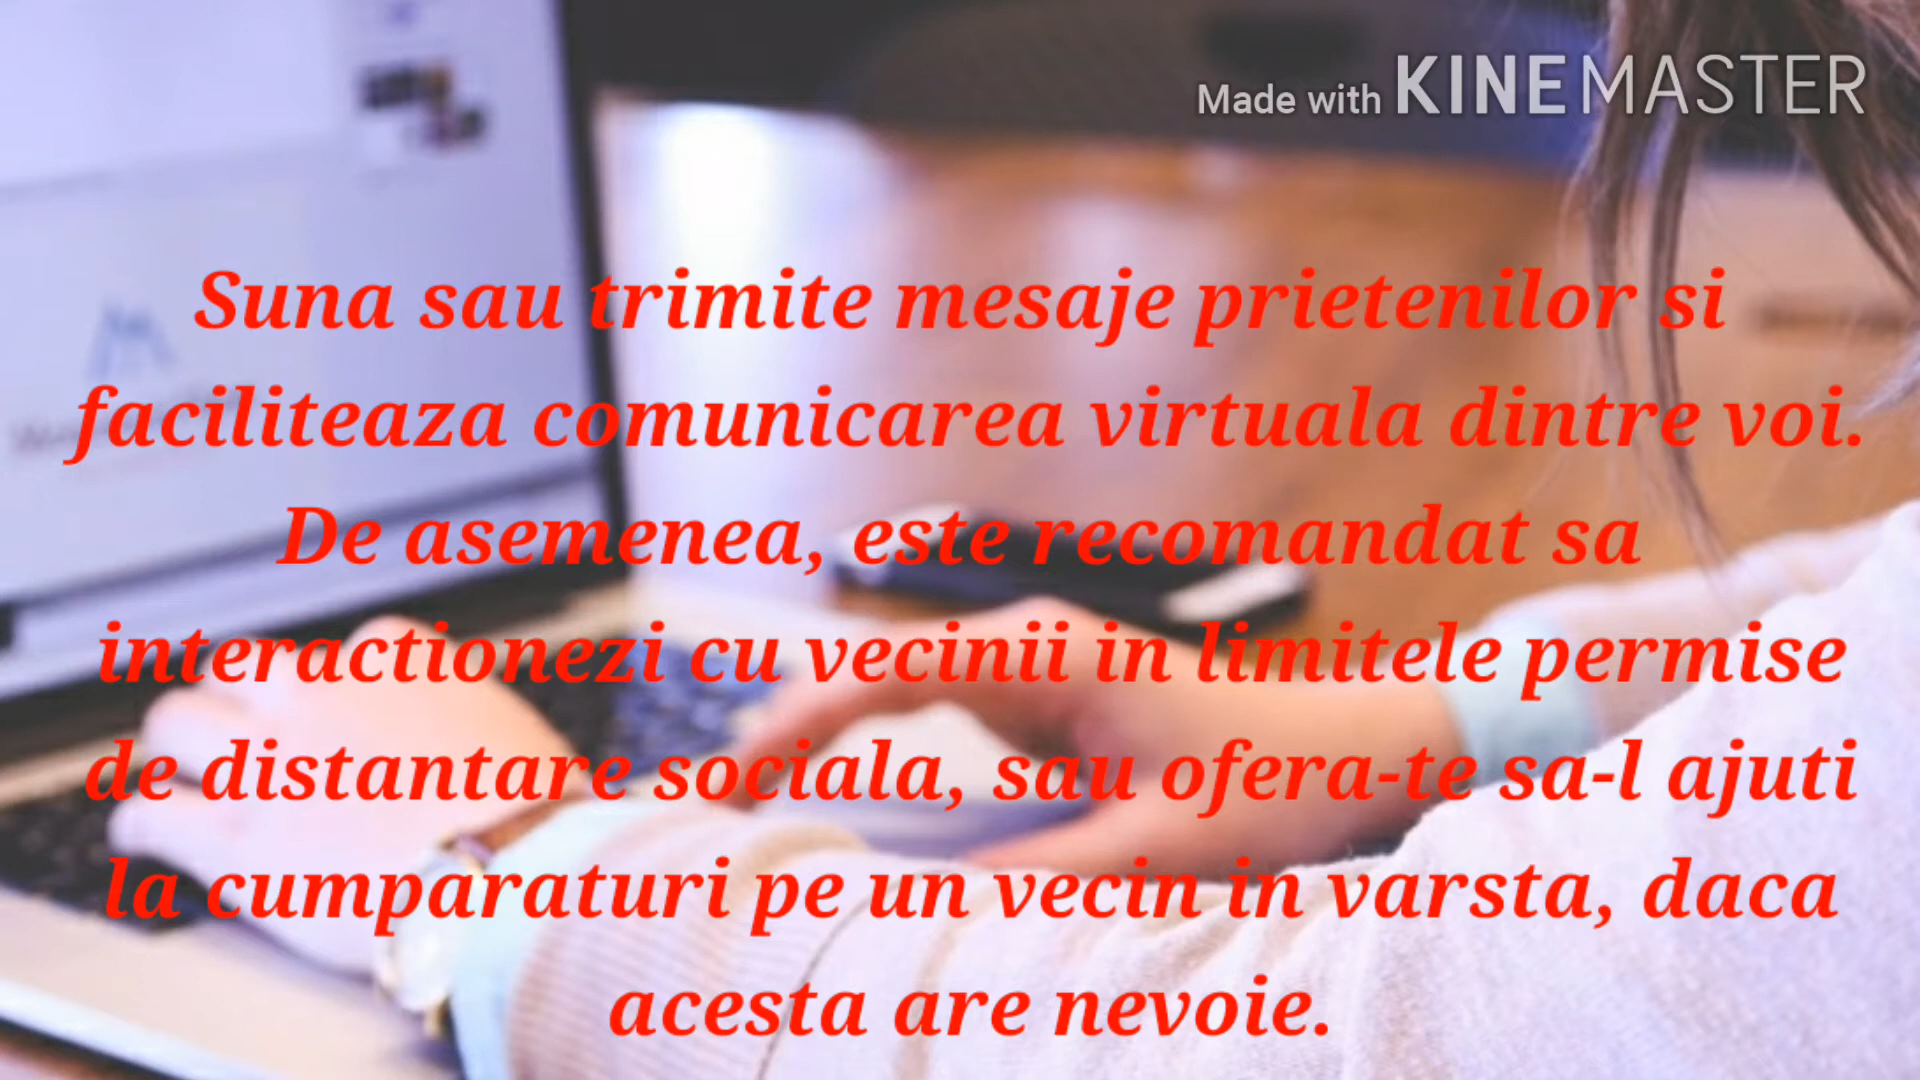 Made with KINEMASTER
Suna sau trimite mesaje prietenilor si
faciliteaza comunicarea virtuala dintre voi.
De asemenea, este recomandat sa
interactionezi cu vecinii in limitele permise
de distantare sociala, sau ofera-te sa-l ajuti
la cumparaturi pe un vecin in varsta, daca
acesta are nevoie.